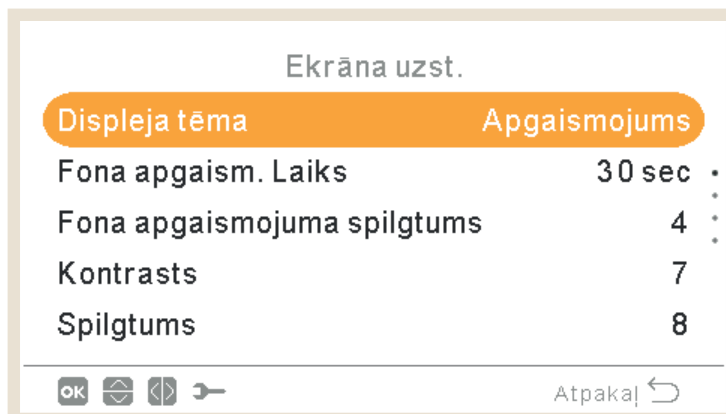 Ekrāna uzst.
Displeja tēma Apgaismojums
Fona apgaism. Laiks 30 sec
Fona apgaismojuma spilgtums 4
Kontrasts 7
Spilgtums 8
OK Atpakaļ